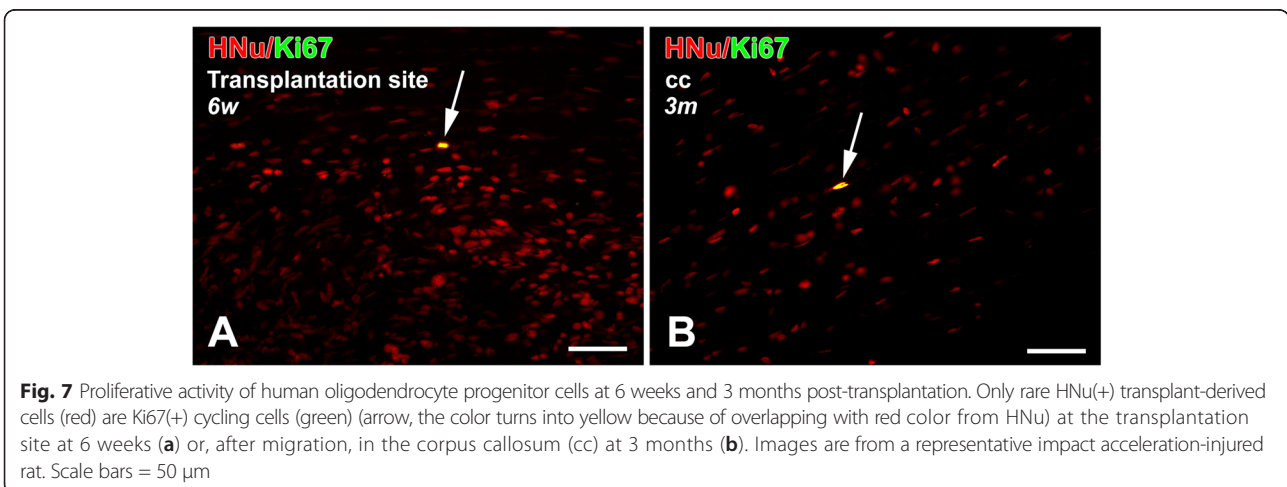 HNu/Ki67
Transplantation site
6w
A
HNu/Ki67
cc
3m
B
Fig. 7 Proliferative activity of human oligodendrocyte progenitor cells at 6 weeks and 3 months post-transplantation. Only rare HNu(+) transplant-derived
cells (red) are Ki67(+) cycling cells (green) (arrow, the color turns into yellow because of overlapping with red color from HNu) at the transplantation
site at 6 weeks (a) or, after migration, in the corpus callosum (cc) at 3 months (b). Images are from a representative impact acceleration-injured
rat. Scale bars = 50 μm